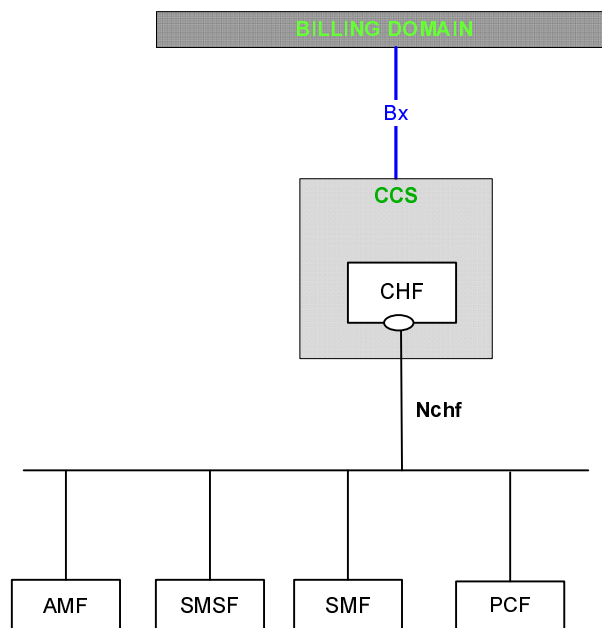 BILLING DOMAIN
Bx
CCS
CHF
Nchf
AMF SMSF SMF PCF